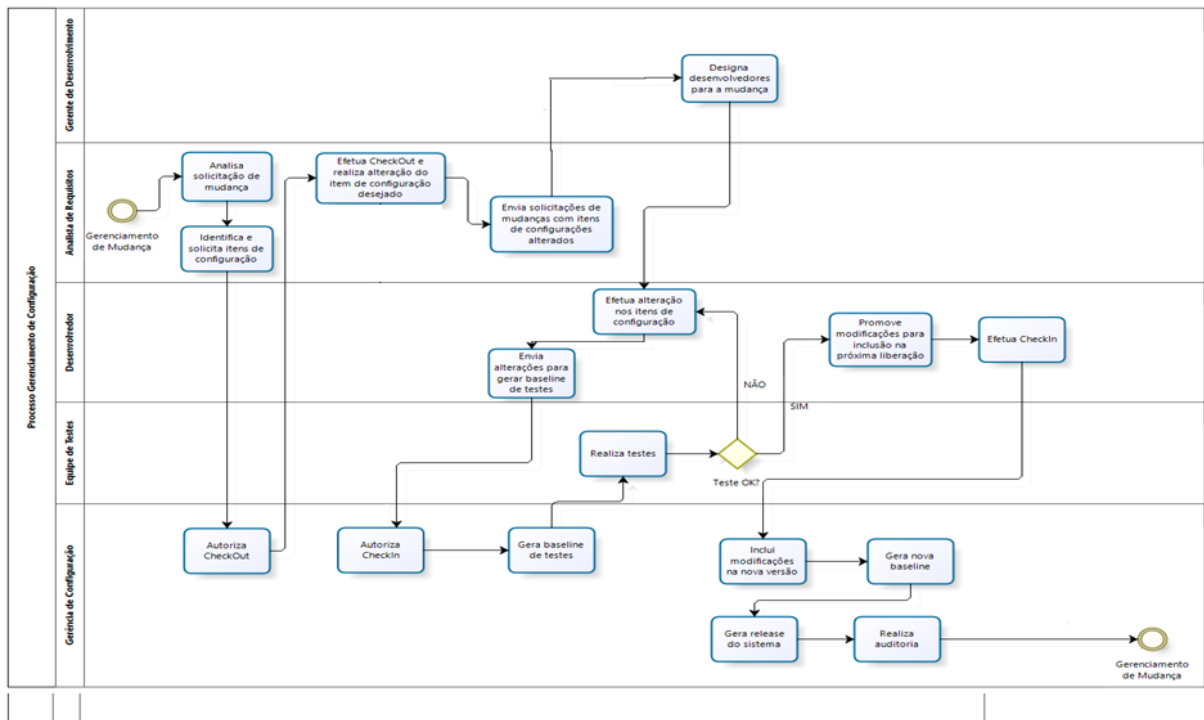 Processo Gerenciamento de Configuração
Gerente de Desenvolvimento
Designa
desenvolvedores
para a mudança
Analista de Requisitos
Gerenciamento
de Mudança
Analisa
solicitação de
mudança
Identifica e
solicita itens de
configuração
Efetua CheckOut e
realiza alteração do
item de configuração
desejado
Envia solicitações de
mudanças com itens
de configurações
alterados
Desenvolvedor
Efetua alteração
nos itens de
configuração
Envia
alterações para
gerar baseline
de testes
Promove
modificações para
inclusão na
próxima liberação
Efetua CheckIn
NÃO
SIM
Equipe de Testes
Realiza testes
Teste OK?
Gerência de Configuração
Autoriza
CheckOut
Autoriza
CheckIn
Gera baseline
de testes
Inclui
modificações
na nova versão
Gera nova
baseline
Gera release
do sistema
Realiza
auditoria
Gerenciamento
de Mudança